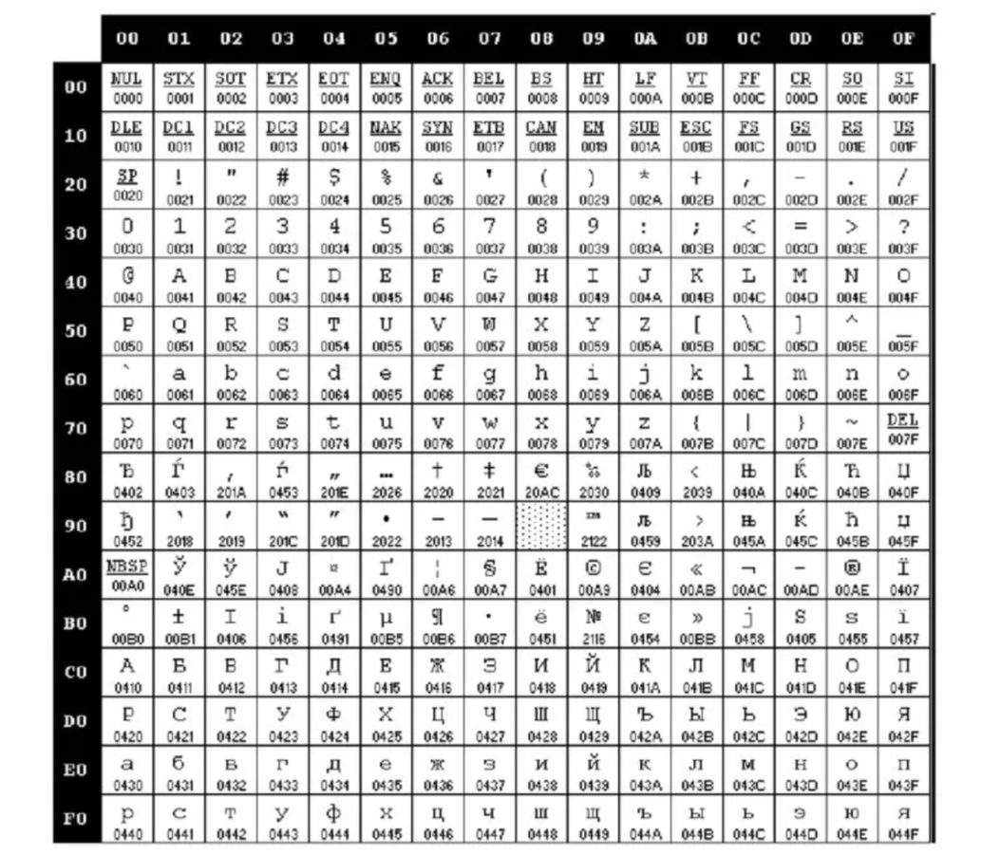 00 01 02 03 04 05 06 07 08 09 0A 0B 0C 0D 0E 0F
00 NUL STX SOT ETX EOT ENQ ACK BEL BS HT LF VT FF CR SO SI
0000 0001 0002 0003 0004 0005 0006 0007 0008 0009 000A 000B 000C 000D 000E 000F
10 DLE DC1 DC2 DC3 DC4 NAK SYN ETB CAN EM SUB ESC FS GS RS US
0010 0011 0012 0013 0014 0015 0016 0017 0018 0019 001A 001B 001C 001D 001E 001F
20 SP ! " # $ % & ' ( ) * + , - . /
0020 0021 0022 0023 0024 0025 0026 0027 0028 0029 002A 002B 002C 002D 002E 002F
30 0 1 2 3 4 5 6 7 8 9 : ; < = > ?
0030 0031 0032 0033 0034 0035 0036 0037 0038 0039 003A 003B 003C 003D 003E 003F
40 @ A B C D E F G H I J K L M N O
0040 0041 0042 0043 0044 0045 0046 0047 0048 0049 004A 004B 004C 004D 004E 004F
50 P Q R S T U V W X Y Z [ \ ] ^ _
0050 0051 0052 0053 0054 0055 0056 0057 0058 0059 005A 005B 005C 005D 005E 005F
60 ` a b c d e f g h i j k l m n o
0060 0061 0062 0063 0064 0065 0066 0067 0068 0069 006A 006B 006C 006D 006E 006F
70 p q r s t u v w x y z { | } ~ DEL
0070 0071 0072 0073 0074 0075 0076 0077 0078 0079 007A 007B 007C 007D 007E 007F
80 Ђ Ѓ ‚ ѓ „ … † ‡ € ‰ Љ ‹ Њ Ќ Ћ Џ
0402 0403 201A 0453 201E 2026 2020 2021 20AC 2030 0409 2039 040A 040C 040B 040F
90 ђ ‘ ’ “ ” • – — ™ љ › њ ќ ћ џ
0452 2018 2019 201C 201D 2022 2013 2014 2122 0459 203A 045A 045C 045B 045F
A0 NBSP Ў ў Ј ¤ Ґ ¦ § Ё © Є « ¬ - ® Ї
00A0 040E 045E 0408 00A4 0490 00A6 00A7 0401 00A9 0404 00AB 00AC 00AD 00AE 0407
B0 ° ± І і ґ µ ¶ · ё № є » ј Ѕ ѕ ї
00B0 00B1 0406 0456 0491 00B5 00B6 00B7 0451 2116 0454 00BB 0458 0405 0455 0457
C0 А Б В Г Д Е Ж З И Й К Л М Н О П
0410 0411 0412 0413 0414 0415 0416 0417 0418 0419 041A 041B 041C 041D 041E 041F
D0 Р С Т У Ф Х Ц Ч Ш Щ Ъ Ы Ь Э Ю Я
0420 0421 0422 0423 0424 0425 0426 0427 0428 0429 042A 042B 042C 042D 042E 042F
E0 а б в г д е ж з и й к л м н о п
0430 0431 0432 0433 0434 0435 0436 0437 0438 0439 043A 043B 043C 043D 043E 043F
F0 р с т у ф х ц ч ш щ ъ ы ь э ю я
0440 0441 0442 0443 0444 0445 0446 0447 0448 0449 044A 044B 044C 044D 044E 044F